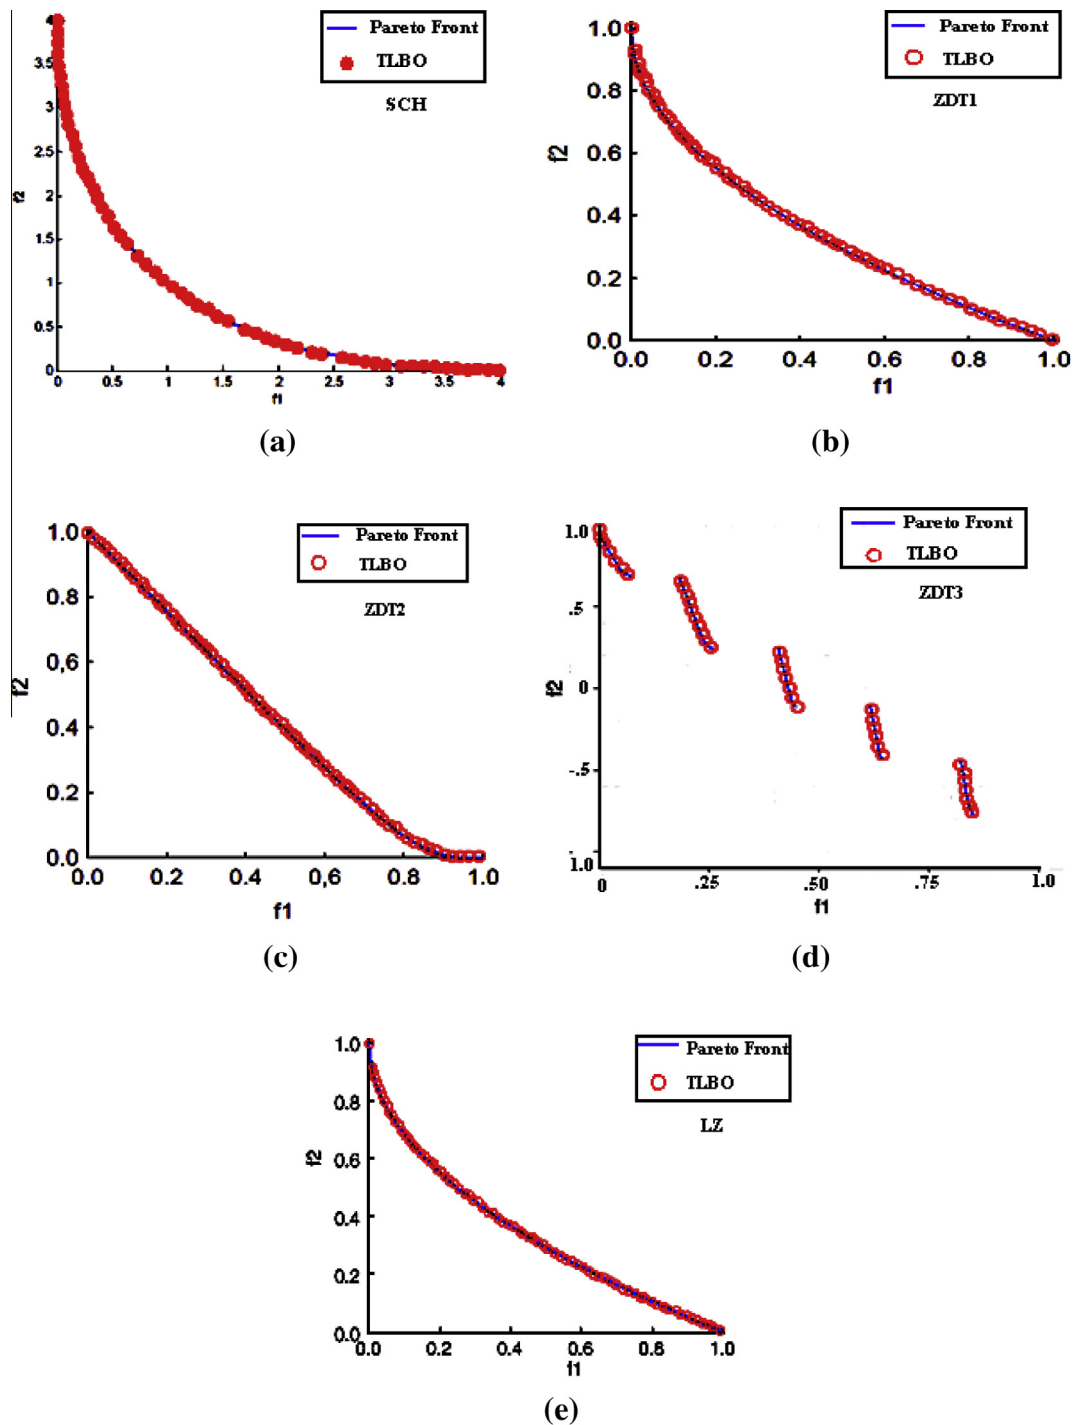 Pareto Front
TLBO
SCH
4
3.5
3
2.5
2
1.5
1
0.5
0
f2
0 0.5 1 1.5 2 2.5 3 3.5 4
f1
(a)
Pareto Front
TLBO
ZDT1
1.0
0.8
0.6
0.4
0.2
0.0
f2
0.0 0.2 0.4 0.6 0.8 1.0
f1
(b)
Pareto Front
TLBO
ZDT2
1.0
0.8
0.6
0.4
0.2
0.0
f2
0.0 0.2 0.4 0,6 0.8 1.0
f1
(c)
Pareto Front
TLBO
ZDT3
1.0
.5
0
-.5
-1.0
f2
0 .25 .50 .75 1.0
f1
(d)
Pareto Front
TLBO
LZ
1.0
0.8
0.6
0.4
0.2
0.0
f2
0.0 0.2 0.4 0.6 0.8 1.0
f1
(e)